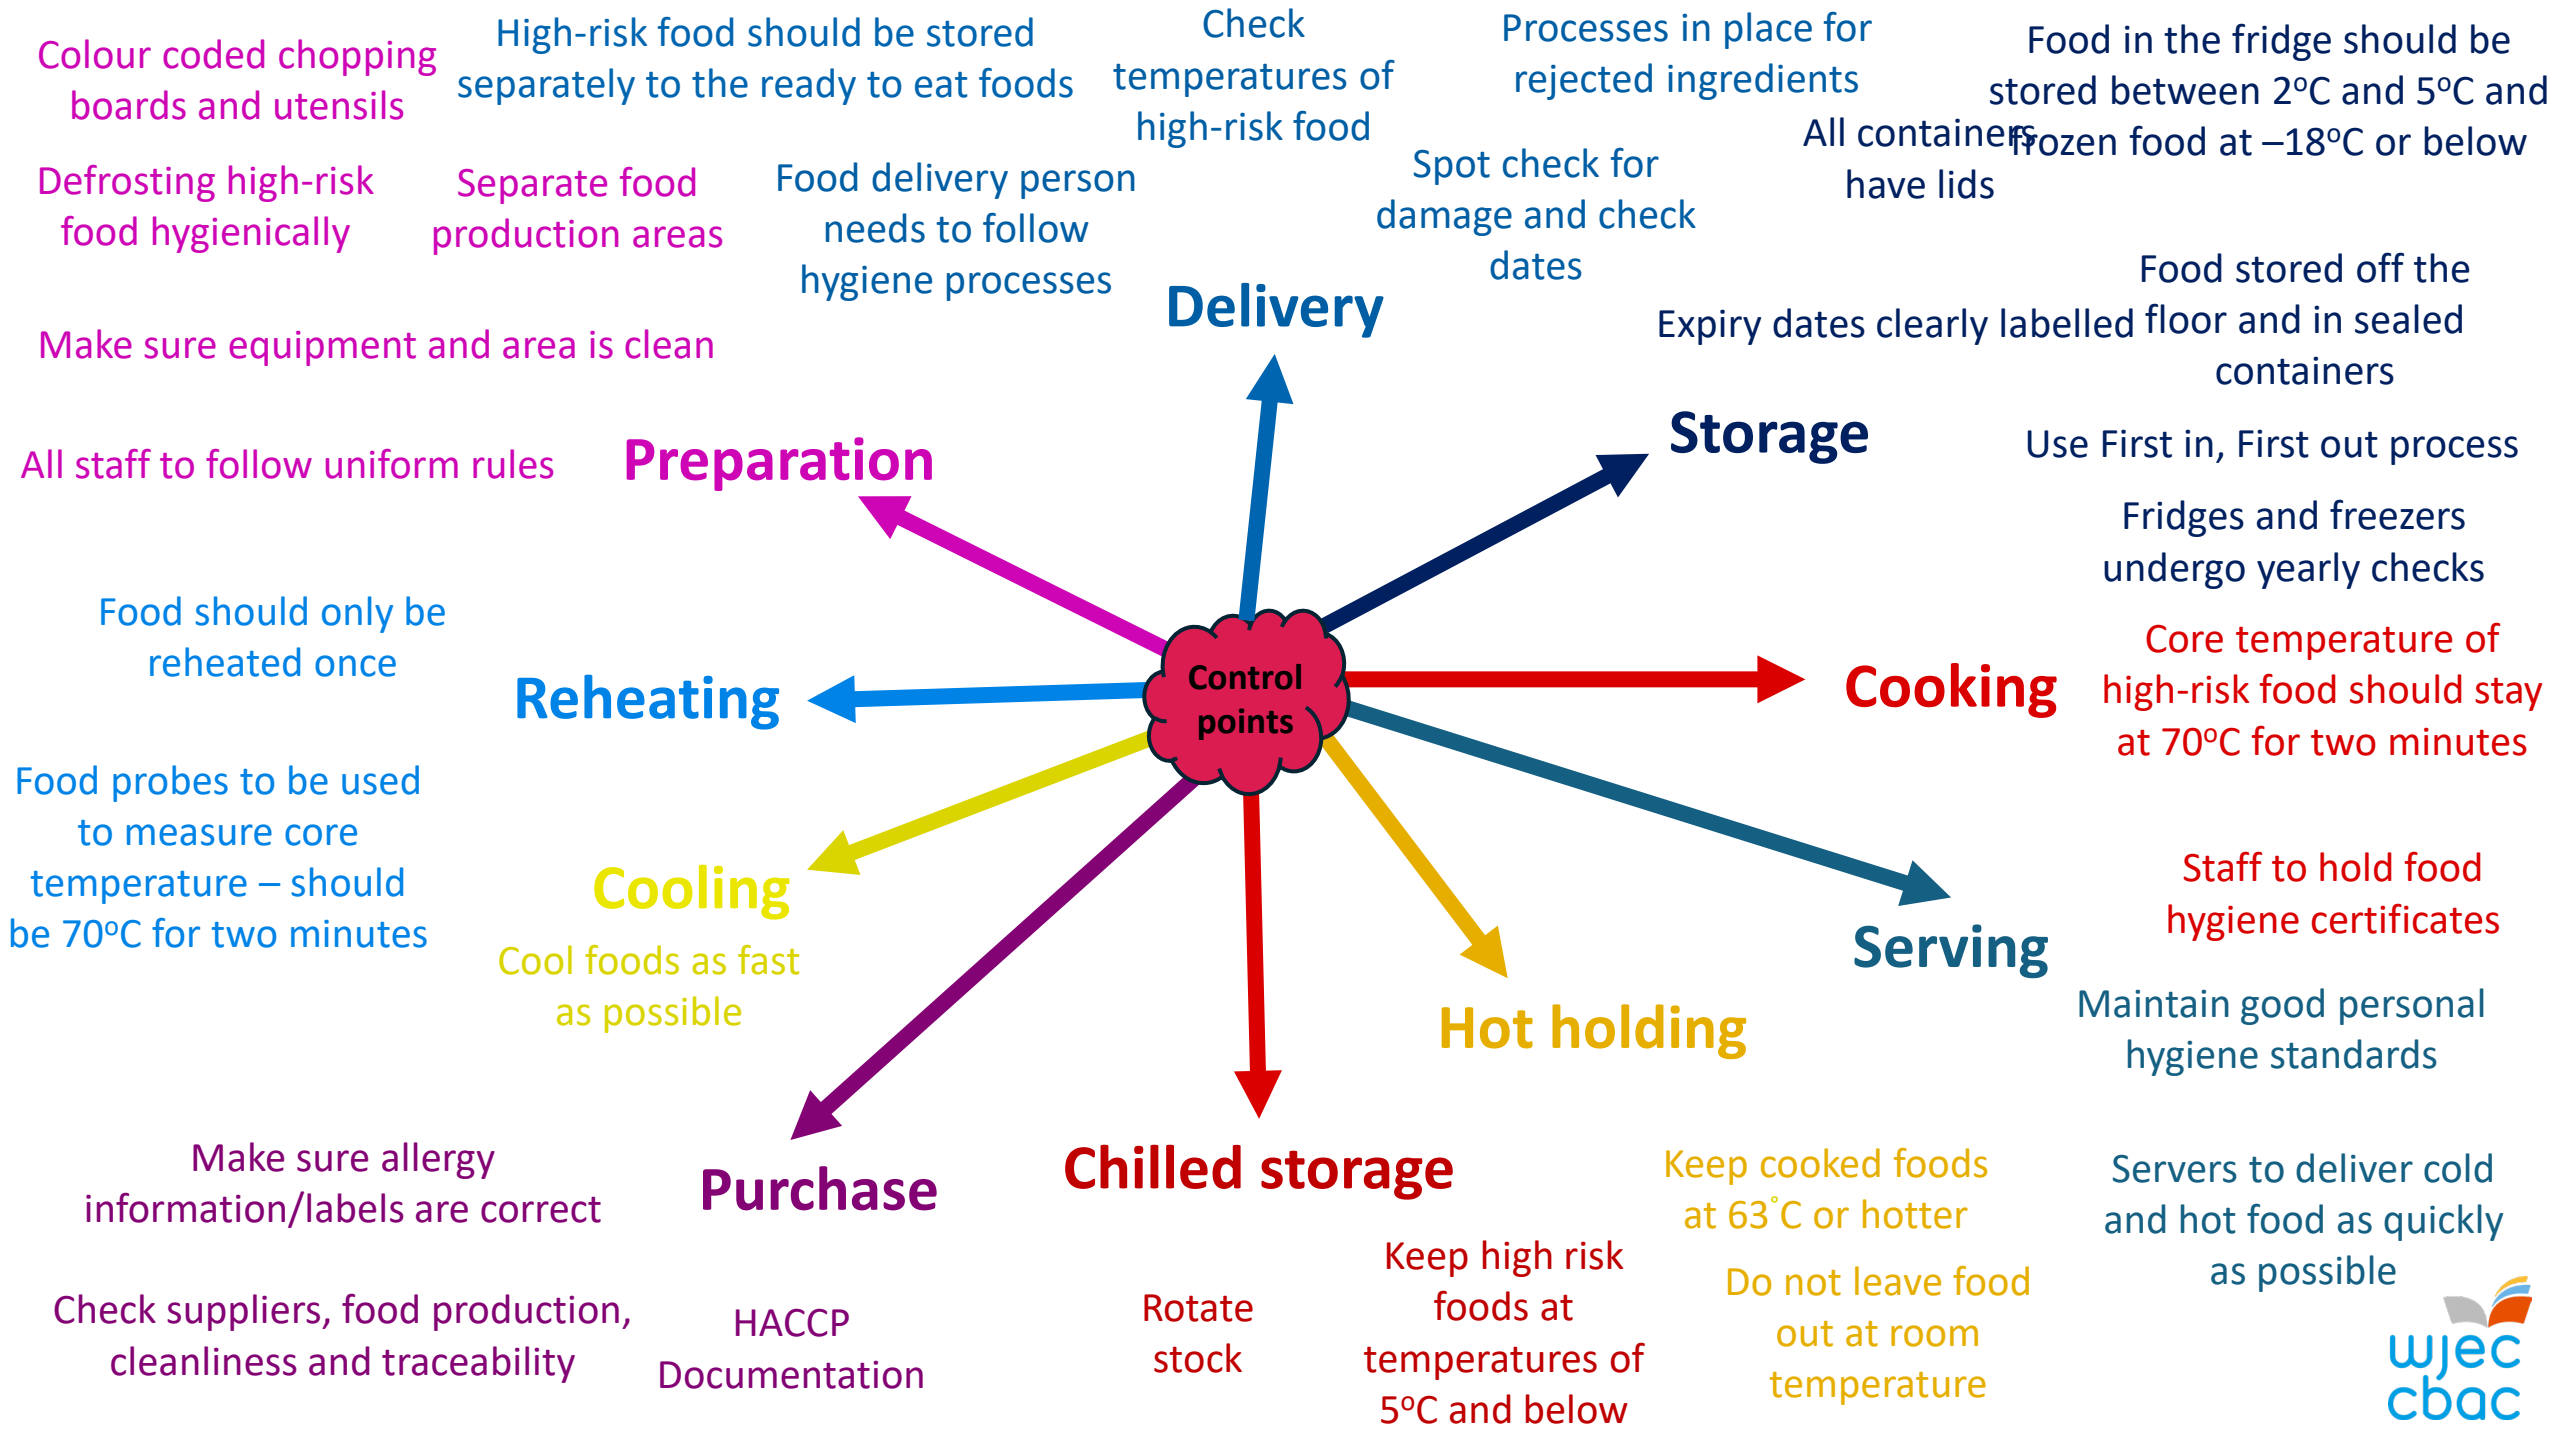 Colour coded chopping
boards and utensils
High-risk food should be stored
separately to the ready to eat foods
Check
temperatures of
high-risk food
Processes in place for
rejected ingredients
Food in the fridge should be
stored between 2ºC and 5ºC and
frozen food at –18ºC or below
All containers
have lids
Defrosting high-risk
food hygienically
Separate food
production areas
Food delivery person
needs to follow
hygiene processes
Spot check for
damage and check
dates
Delivery
Food stored off the
floor and in sealed
containers
Expiry dates clearly labelled
Make sure equipment and area is clean
Storage
Use First in, First out process
All staff to follow uniform rules
Preparation
Fridges and freezers
undergo yearly checks
Food should only be
reheated once
Reheating
Control
points
Cooking
Core temperature of
high-risk food should stay
at 70ºC for two minutes
Food probes to be used
to measure core
temperature – should
be 70ºC for two minutes
Cooling
Cool foods as fast
as possible
Staff to hold food
hygiene certificates
Serving
Maintain good personal
hygiene standards
Hot holding
Make sure allergy
information/labels are correct
Purchase
Chilled storage
Keep cooked foods
at 63°C or hotter
Servers to deliver cold
and hot food as quickly
as possible
Check suppliers, food production,
cleanliness and traceability
HACCP
Documentation
Rotate
stock
Keep high risk
foods at
temperatures of
5ºC and below
Do not leave food
out at room
temperature
wjec
cbac